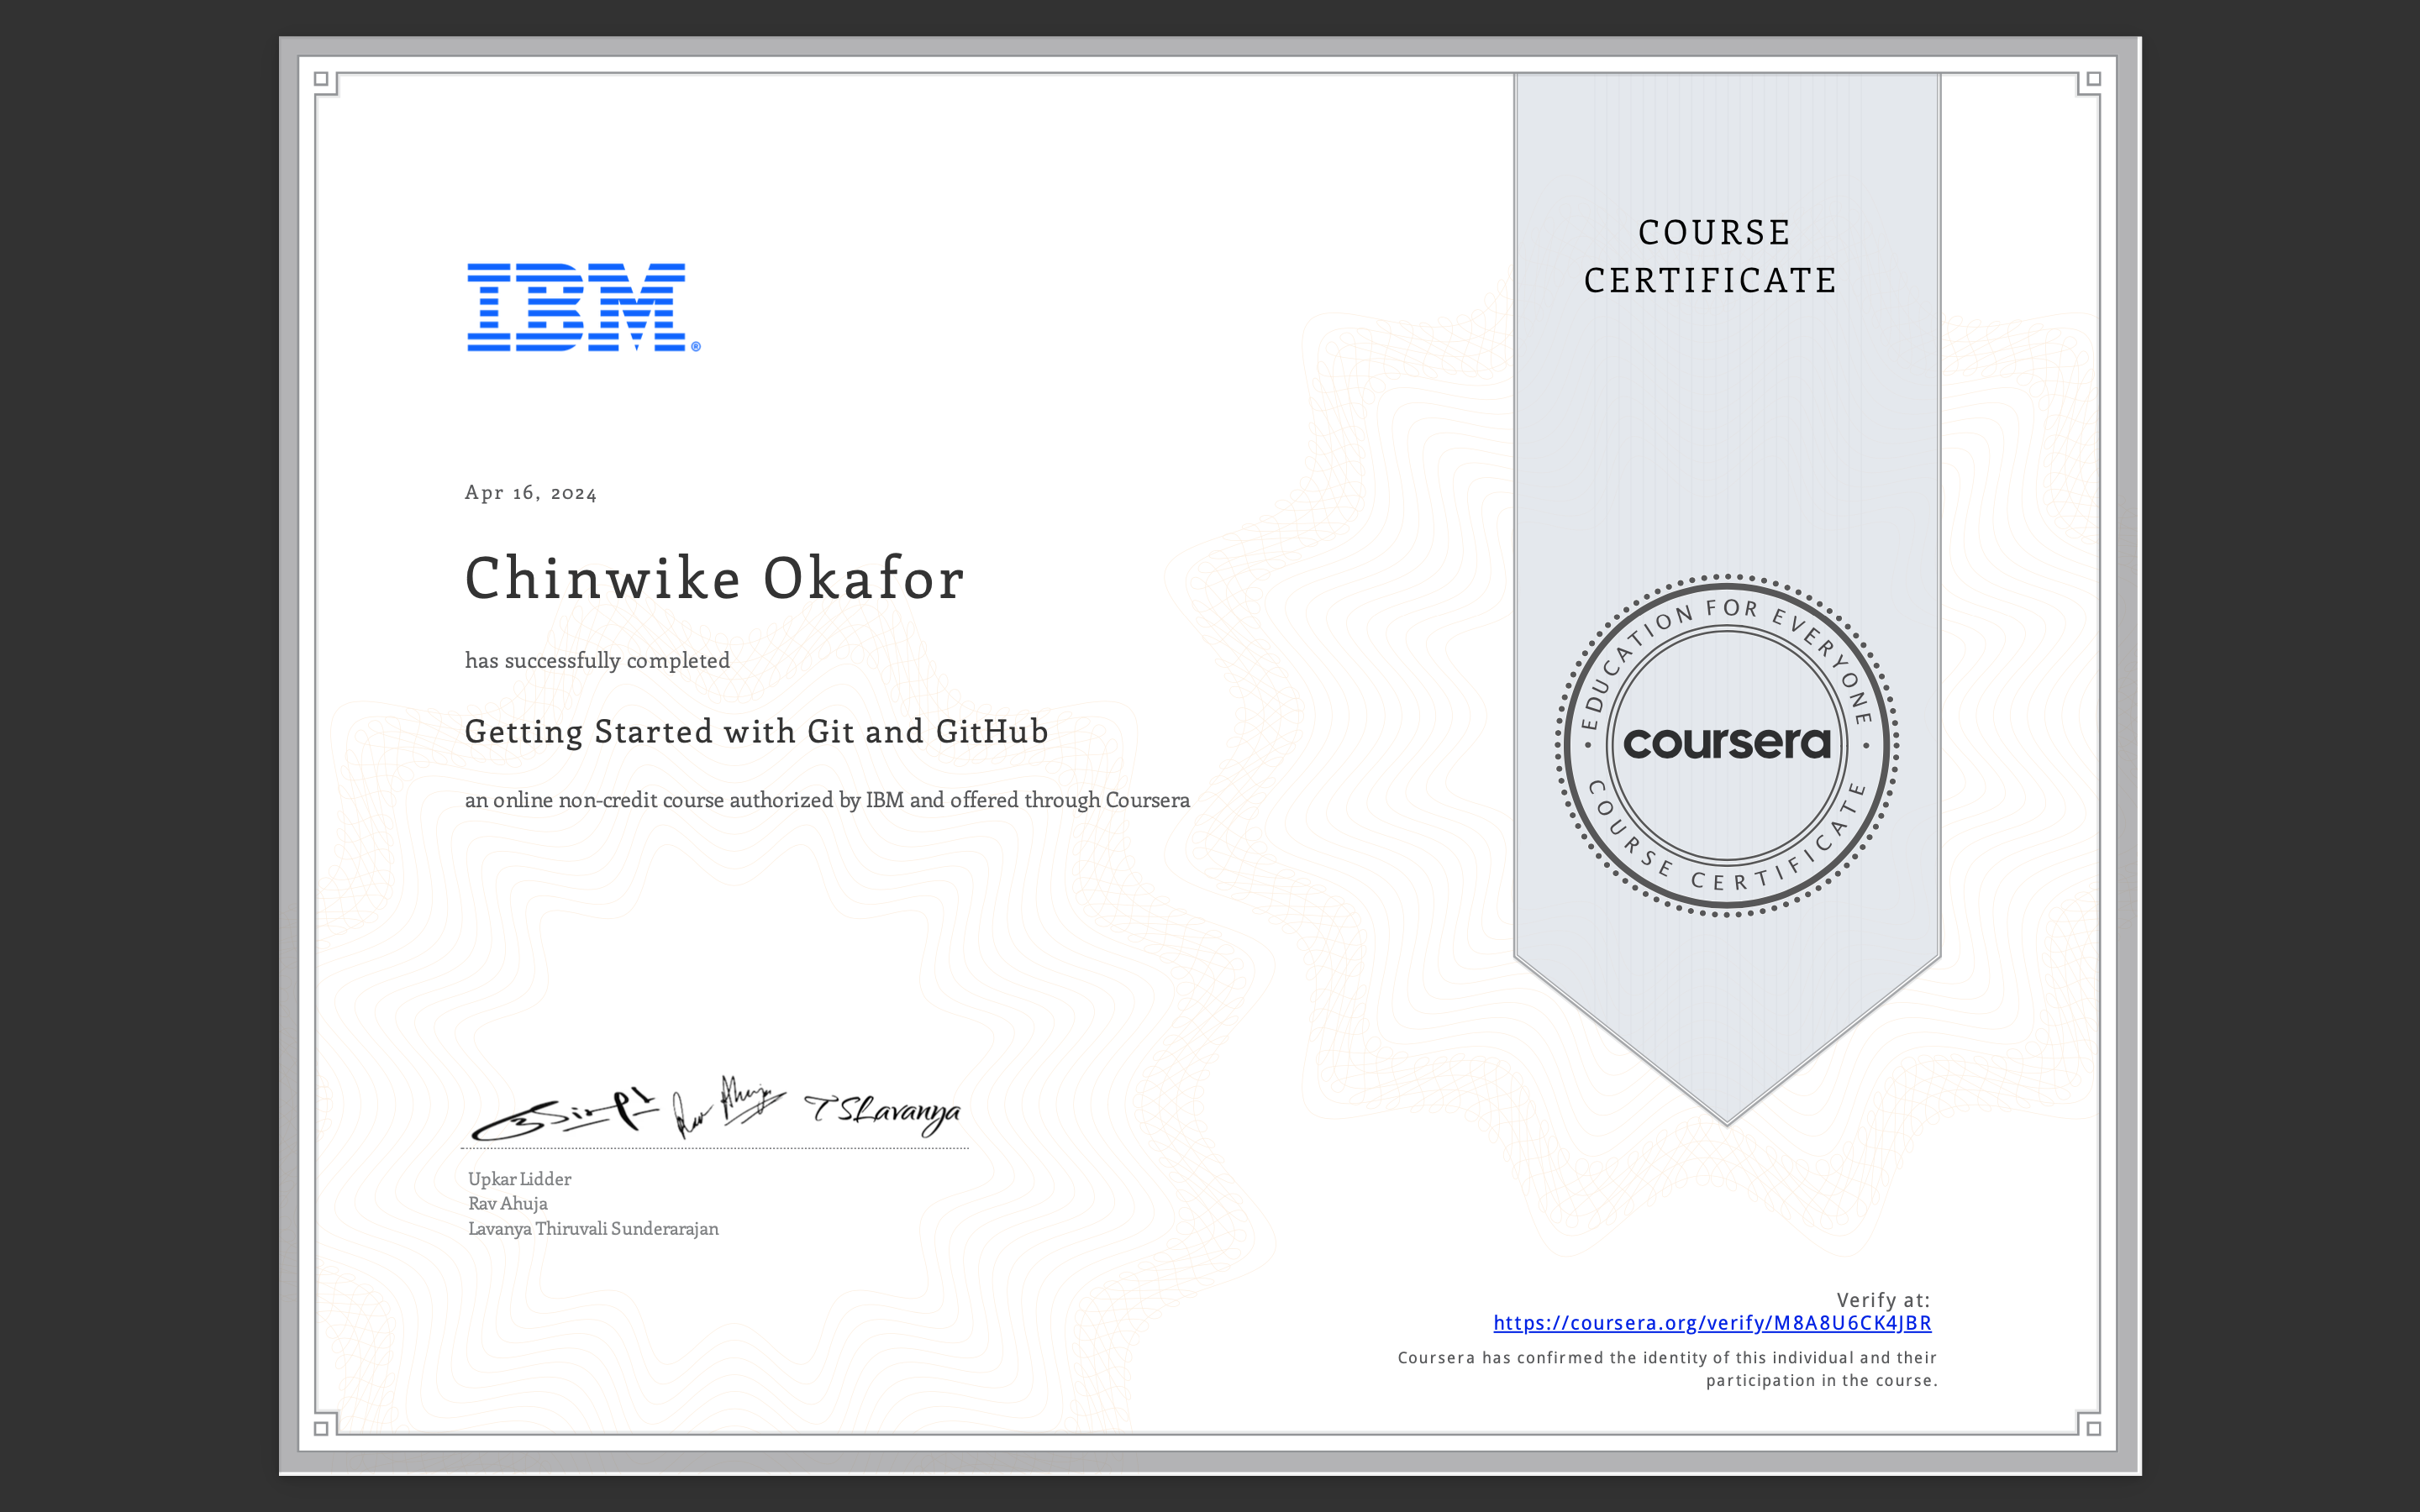 IBM®
COURSE
CERTIFICATE
Apr 16, 2024
Chinwike Okafor
has successfully completed
Getting Started with Git and GitHub
an online non-credit course authorized by IBM and offered through Coursera
EDUCATION FOR EVERYONE
coursera
COURSE CERTIFICATE
Rav Ahuja
TSLavanya
Upkar Lidder
Rav Ahuja
Lavanya Thiruvali Sunderarajan
Verify at:
https://coursera.org/verify/M8A8U6CK4JBR
Coursera has confirmed the identity of this individual and their
participation in the course.